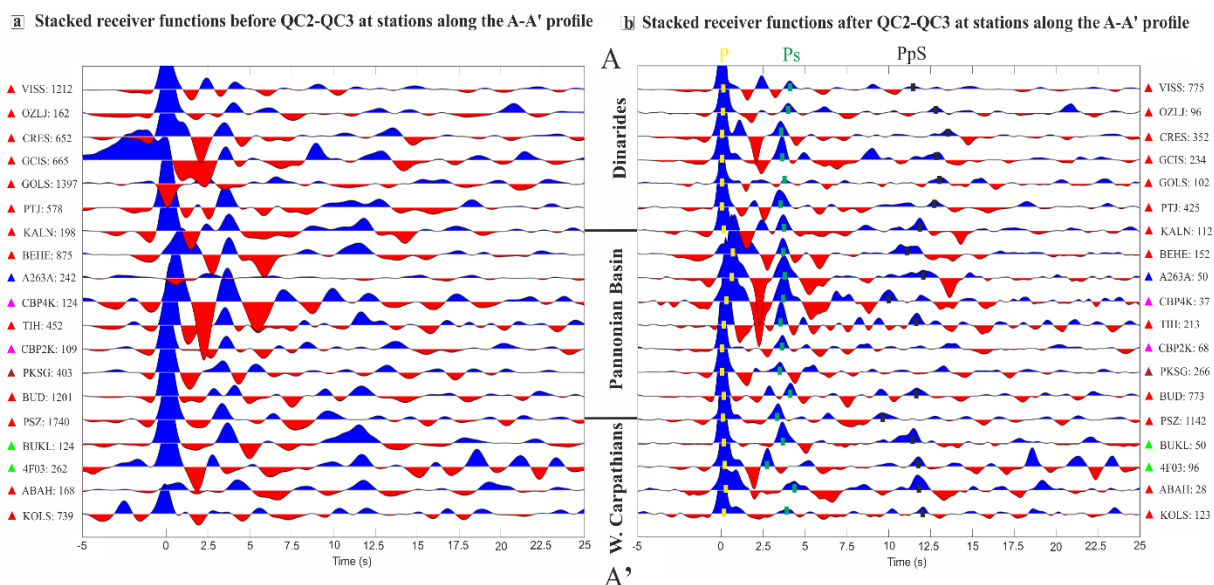 a Stacked receiver functions before QC2-QC3 at stations along the A-A' profile
VISS: 1212
OZLJ: 162
CRES: 652
GCIS: 665
GOLS: 1397
PTJ: 578
KALN: 198
BEHE: 875
A263A: 242
CBP4K: 124
TIH: 452
CBP2K: 109
PKSG: 403
BUD: 1201
PSZ: 1740
BUKL: 124
4F03: 262
ABAH: 168
KOLS: 739
-5 0 2.5 5 7.5 10 12.5 15 17.5 20 25
Time (s)
A
Dinarides
Pannonian Basin
W. Carpathians
A'
b Stacked receiver functions after QC2-QC3 at stations along the A-A' profile
P Ps PpS
VISS: 775
OZLJ: 96
CRES: 352
GCIS: 234
GOLS: 102
PTJ: 425
KALN: 112
BEHE: 152
A263A: 50
CBP4K: 37
TIH: 213
CBP2K: 68
PKSG: 266
BUD: 773
PSZ: 1142
BUKL: 50
4F03: 96
ABAH: 28
KOLS: 123
-5 0 2.5 5 7.5 10 12.5 15 17.5 20 25
Time (s)